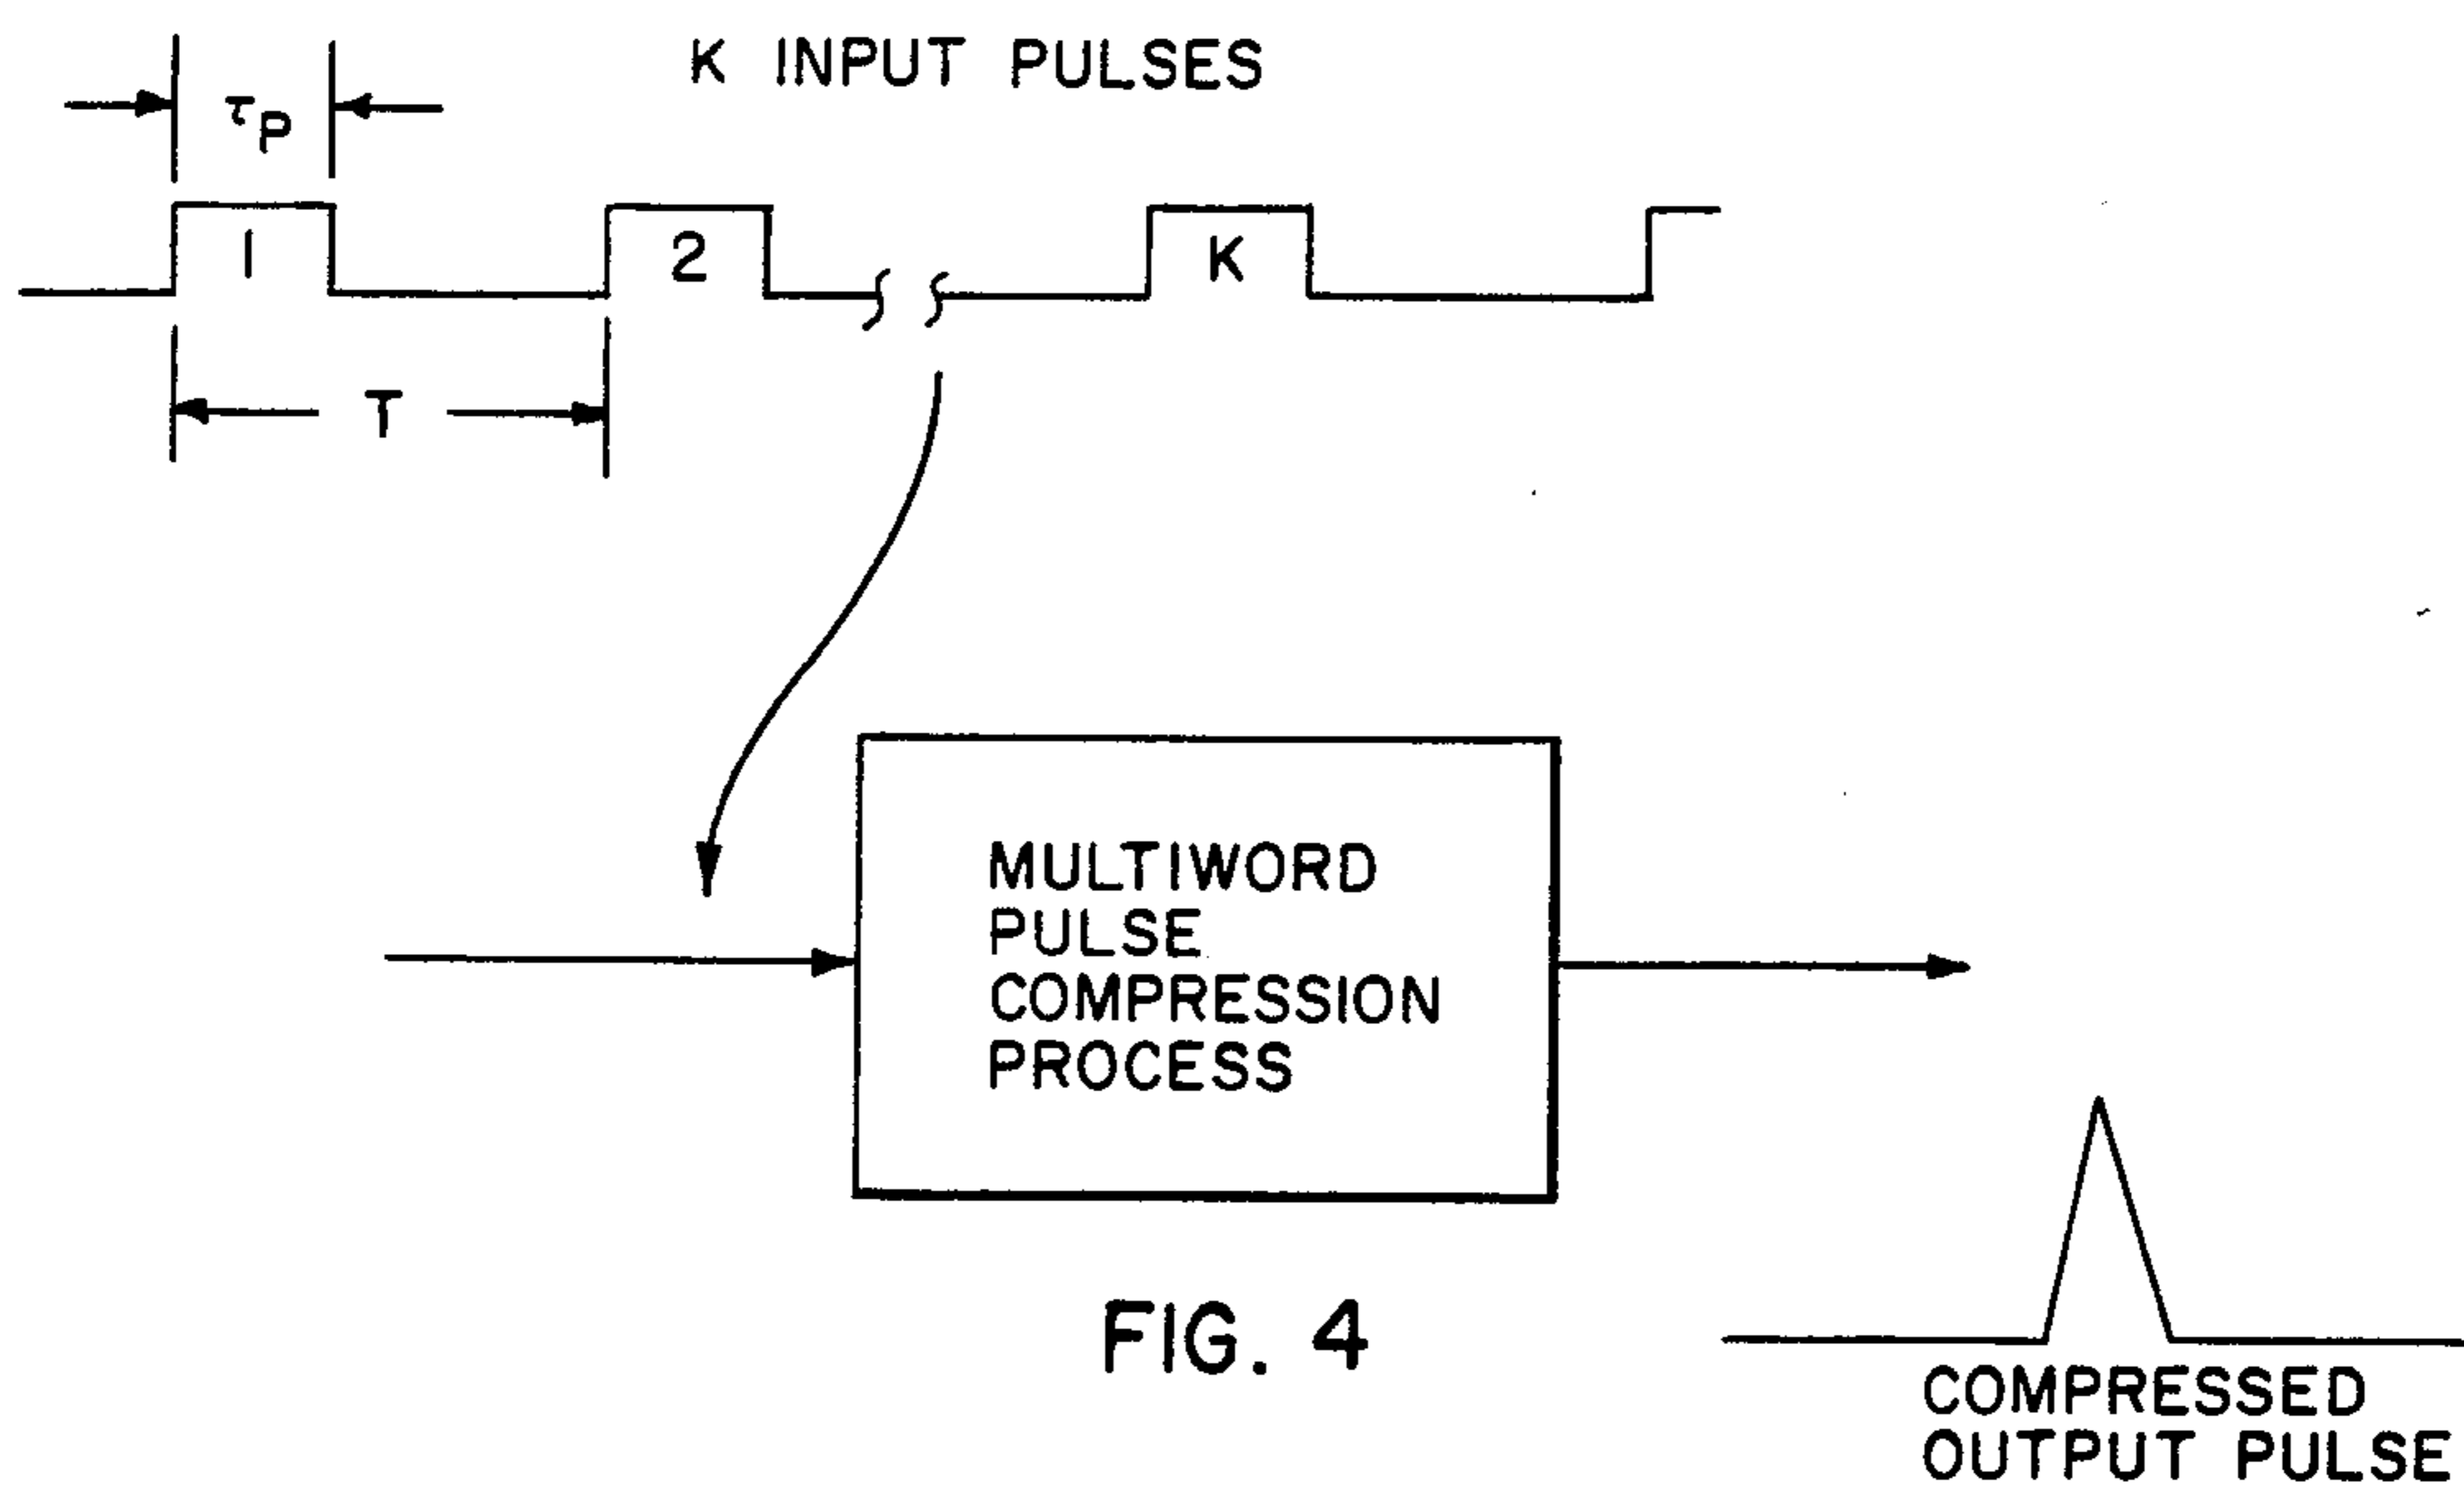 K INPUT PULSES
τP
1
2
K
T
MULTIWORD
PULSE
COMPRESSION
PROCESS
FIG. 4
COMPRESSED
OUTPUT PULSE